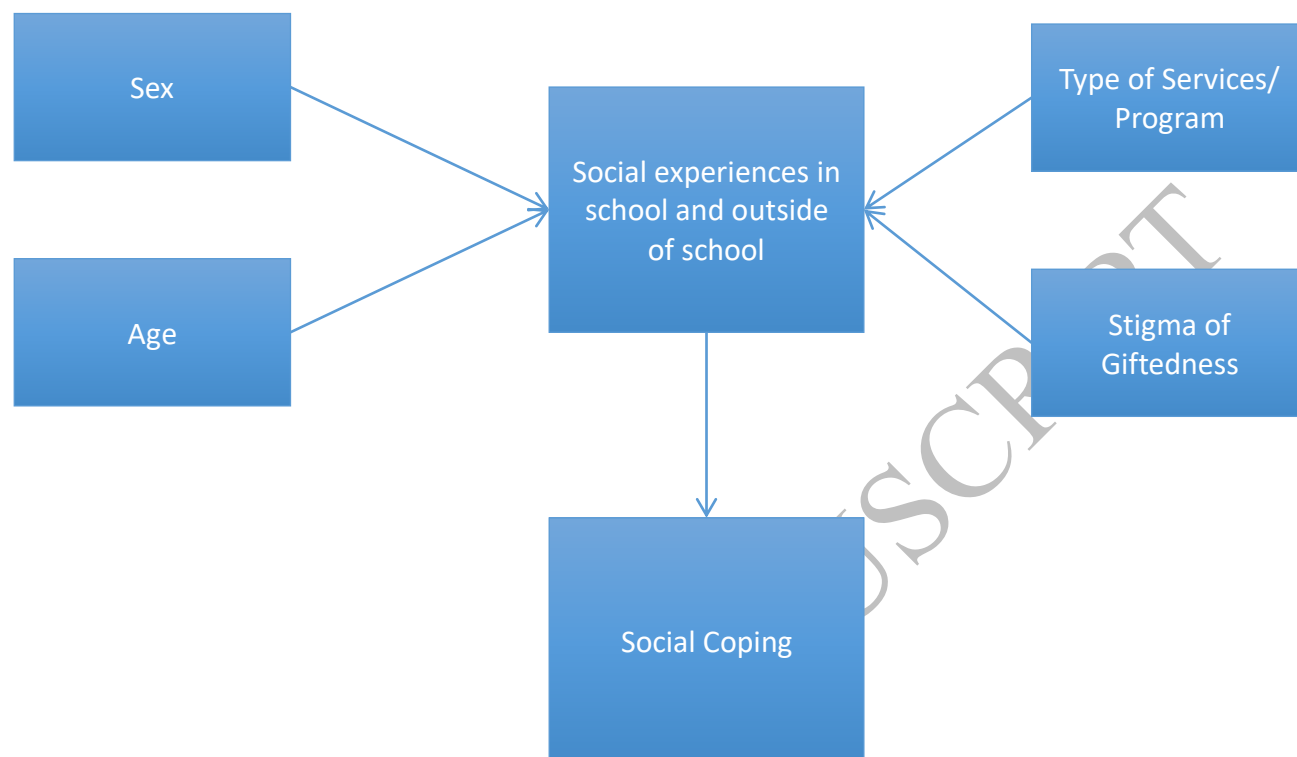 Sex
Age
Social experiences in
school and outside
of school
Type of Services/
Program
Stigma of
Giftedness
Social Coping